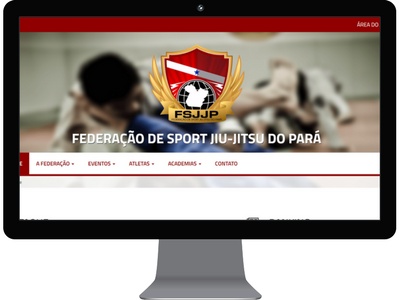 ÁREA DO
FSJJP
FEDERAÇÃO DE SPORT JIU-JITSU DO PARÁ
A FEDERAÇÃO EVENTOS ATLETAS ACADEMIAS CONTATO